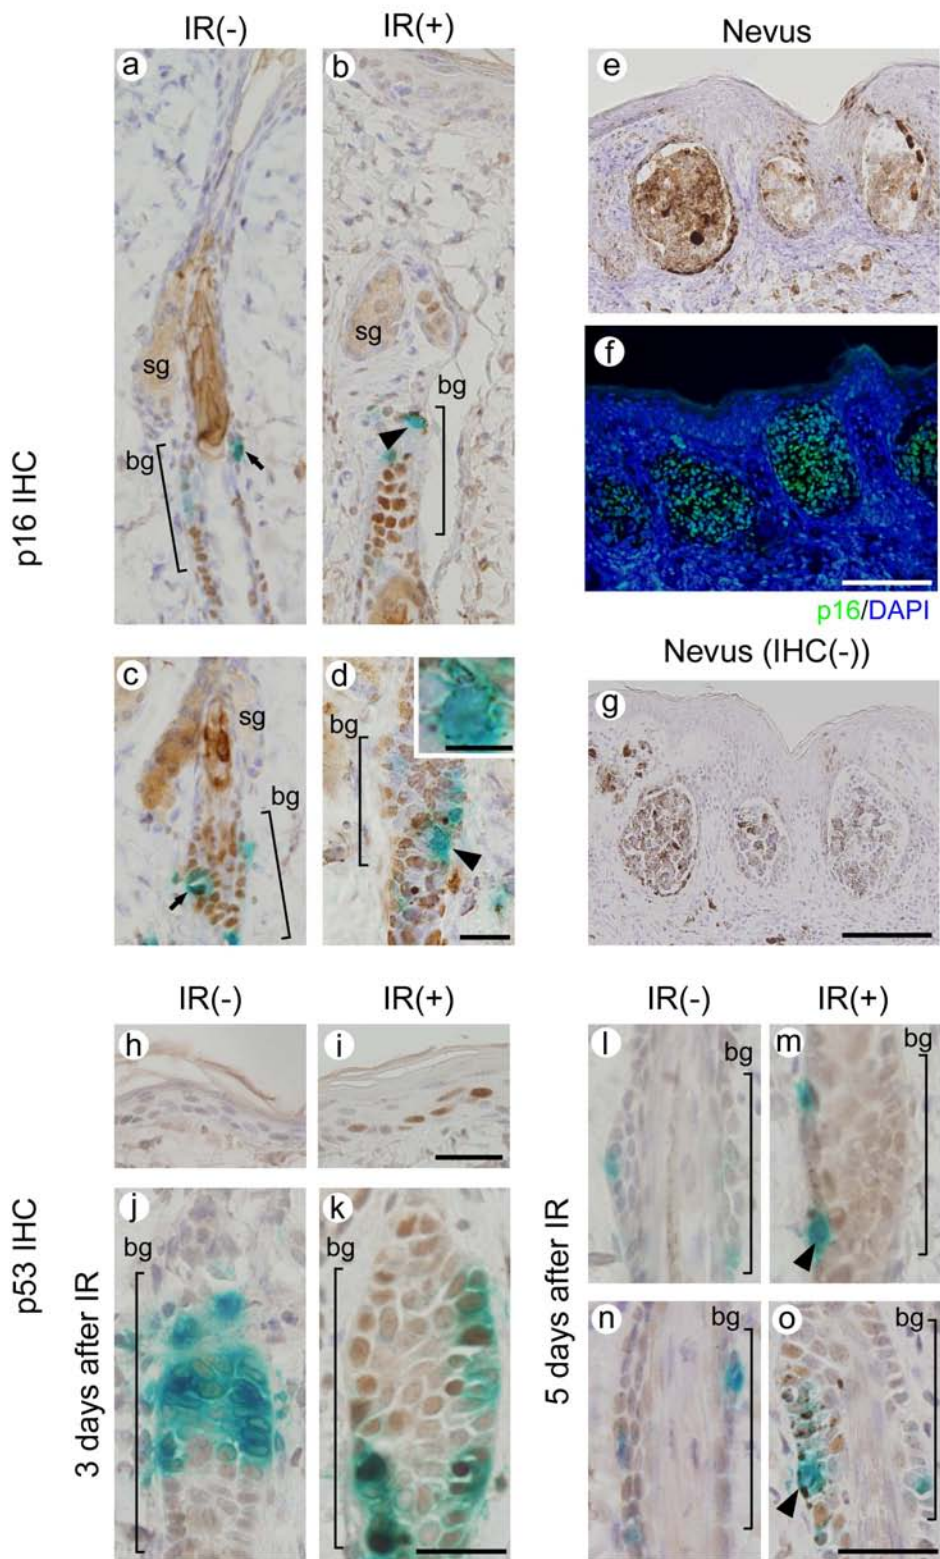 IR(-)
IR(+)
Nevus
a
b
e
sg
sg
bg
bg
f
p16 IHC
p16/DAPI
Nevus (IHC(-))
c
d
g
sg
bg
bg
IR(-)
IR(+)
IR(-)
IR(+)
h
i
l
m
bg
bg
j
k
bg
bg
n
o
bg
bg
p53 IHC
3 days after IR
5 days after IR